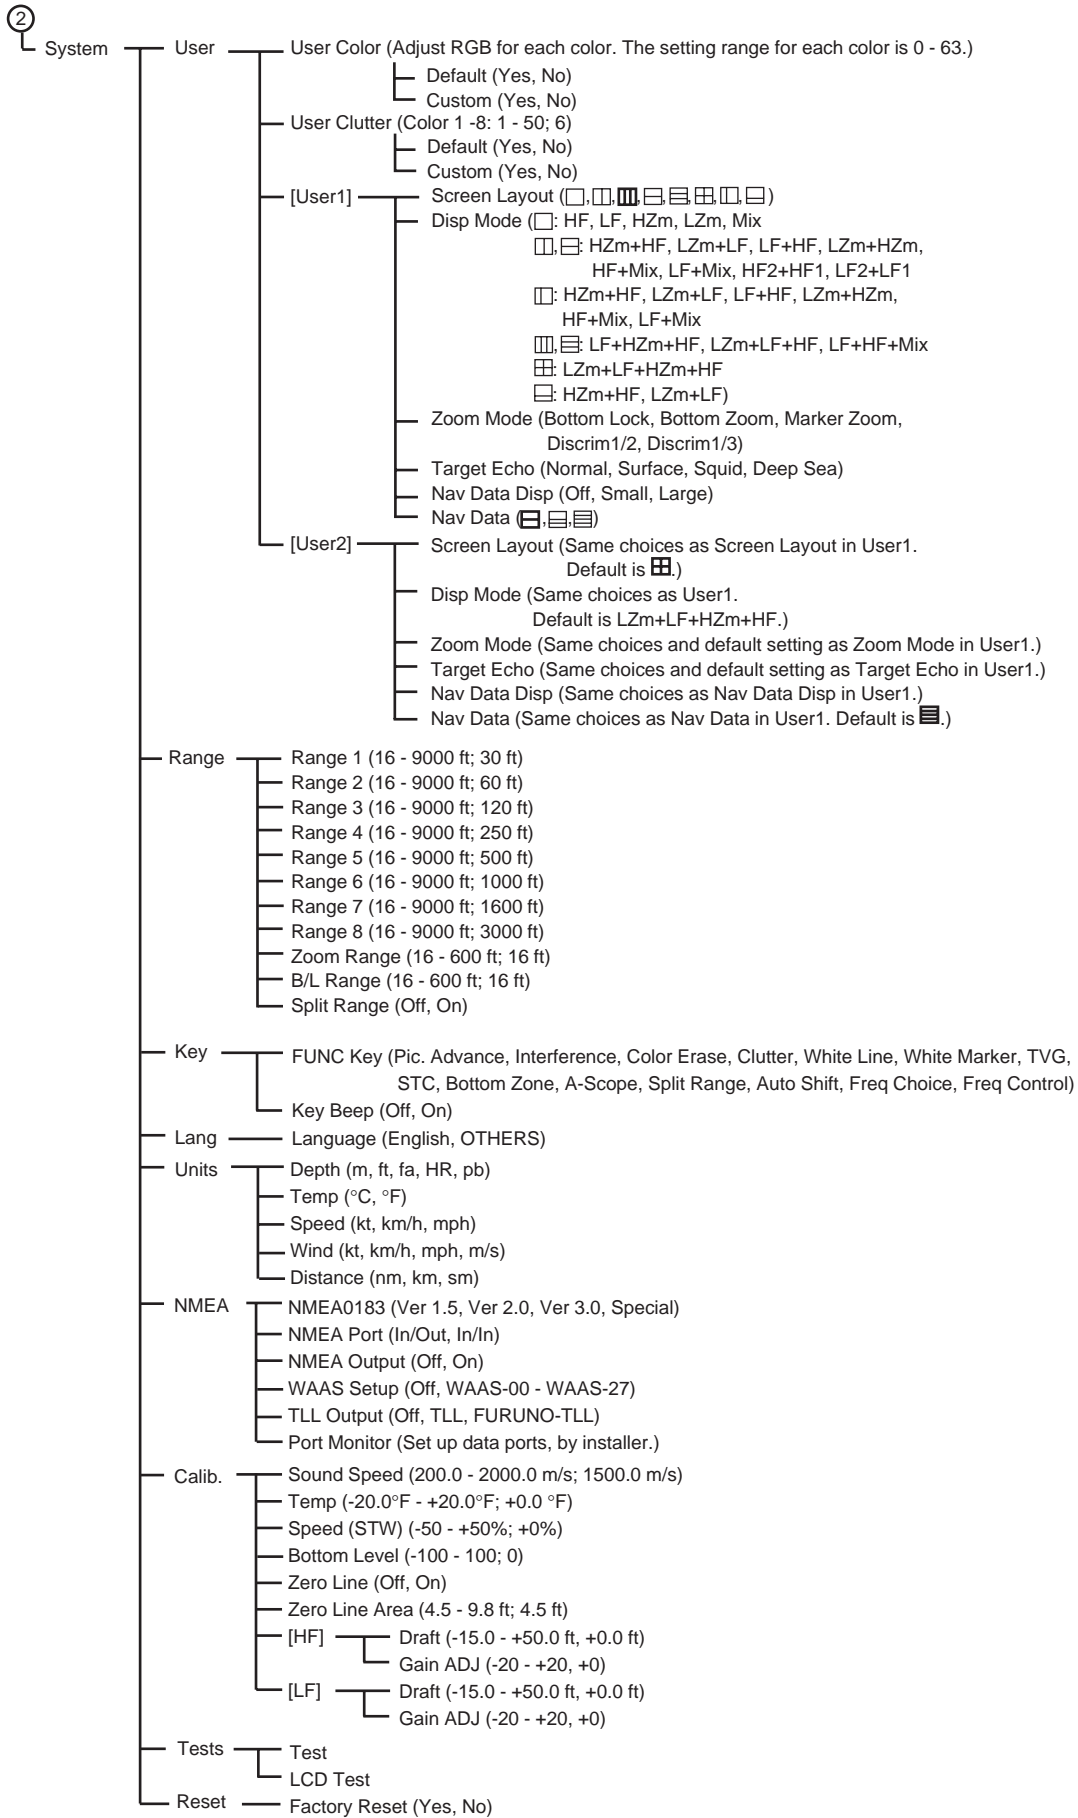 2
System User User Color (Adjust RGB for each color. The setting range for each color is 0 - 63.)
Default (Yes, No)
Custom (Yes, No)
User Clutter (Color 1 -8: 1 - 50; 6)
Default (Yes, No)
Custom (Yes, No)
[User1] Screen Layout (□,◫,▥,⊟,▤,⊞,◫,⊟)
Disp Mode (□: HF, LF, HZm, LZm, Mix
◫,⊟: HZm+HF, LZm+LF, LF+HF, LZm+HZm,
HF+Mix, LF+Mix, HF2+HF1, LF2+LF1
◫: HZm+HF, LZm+LF, LF+HF, LZm+HZm,
HF+Mix, LF+Mix
▥,▤: LF+HZm+HF, LZm+LF+HF, LF+HF+Mix
⊞: LZm+LF+HZm+HF
⊟: HZm+HF, LZm+LF)
Zoom Mode (Bottom Lock, Bottom Zoom, Marker Zoom,
Discrim1/2, Discrim1/3)
Target Echo (Normal, Surface, Squid, Deep Sea)
Nav Data Disp (Off, Small, Large)
Nav Data (⊟,▤,▤)
[User2] Screen Layout (Same choices as Screen Layout in User1.
Default is ⊞.)
Disp Mode (Same choices as User1.
Default is LZm+LF+HZm+HF.)
Zoom Mode (Same choices and default setting as Zoom Mode in User1.)
Target Echo (Same choices and default setting as Target Echo in User1.)
Nav Data Disp (Same choices as Nav Data Disp in User1.)
Nav Data (Same choices as Nav Data in User1. Default is ▤.)
Range Range 1 (16 - 9000 ft; 30 ft)
Range 2 (16 - 9000 ft; 60 ft)
Range 3 (16 - 9000 ft; 120 ft)
Range 4 (16 - 9000 ft; 250 ft)
Range 5 (16 - 9000 ft; 500 ft)
Range 6 (16 - 9000 ft; 1000 ft)
Range 7 (16 - 9000 ft; 1600 ft)
Range 8 (16 - 9000 ft; 3000 ft)
Zoom Range (16 - 600 ft; 16 ft)
B/L Range (16 - 600 ft; 16 ft)
Split Range (Off, On)
Key FUNC Key (Pic. Advance, Interference, Color Erase, Clutter, White Line, White Marker, TVG,
STC, Bottom Zone, A-Scope, Split Range, Auto Shift, Freq Choice, Freq Control)
Key Beep (Off, On)
Lang Language (English, OTHERS)
Units Depth (m, ft, fa, HR, pb)
Temp (°C, °F)
Speed (kt, km/h, mph)
Wind (kt, km/h, mph, m/s)
Distance (nm, km, sm)
NMEA NMEA0183 (Ver 1.5, Ver 2.0, Ver 3.0, Special)
NMEA Port (In/Out, In/In)
NMEA Output (Off, On)
WAAS Setup (Off, WAAS-00 - WAAS-27)
TLL Output (Off, TLL, FURUNO-TLL)
Port Monitor (Set up data ports, by installer.)
Calib. Sound Speed (200.0 - 2000.0 m/s; 1500.0 m/s)
Temp (-20.0°F - +20.0°F; +0.0 °F)
Speed (STW) (-50 - +50%; +0%)
Bottom Level (-100 - 100; 0)
Zero Line (Off, On)
Zero Line Area (4.5 - 9.8 ft; 4.5 ft)
[HF] Draft (-15.0 - +50.0 ft, +0.0 ft)
Gain ADJ (-20 - +20, +0)
[LF] Draft (-15.0 - +50.0 ft, +0.0 ft)
Gain ADJ (-20 - +20, +0)
Tests Test
LCD Test
Reset Factory Reset (Yes, No)